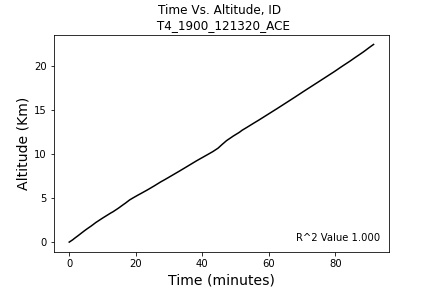 Time Vs. Altitude, ID
T4_1900_121320_ACE
Altitude (Km)
20
15
10
5
0
R^2 Value 1.000
0 20 40 60 80
Time (minutes)